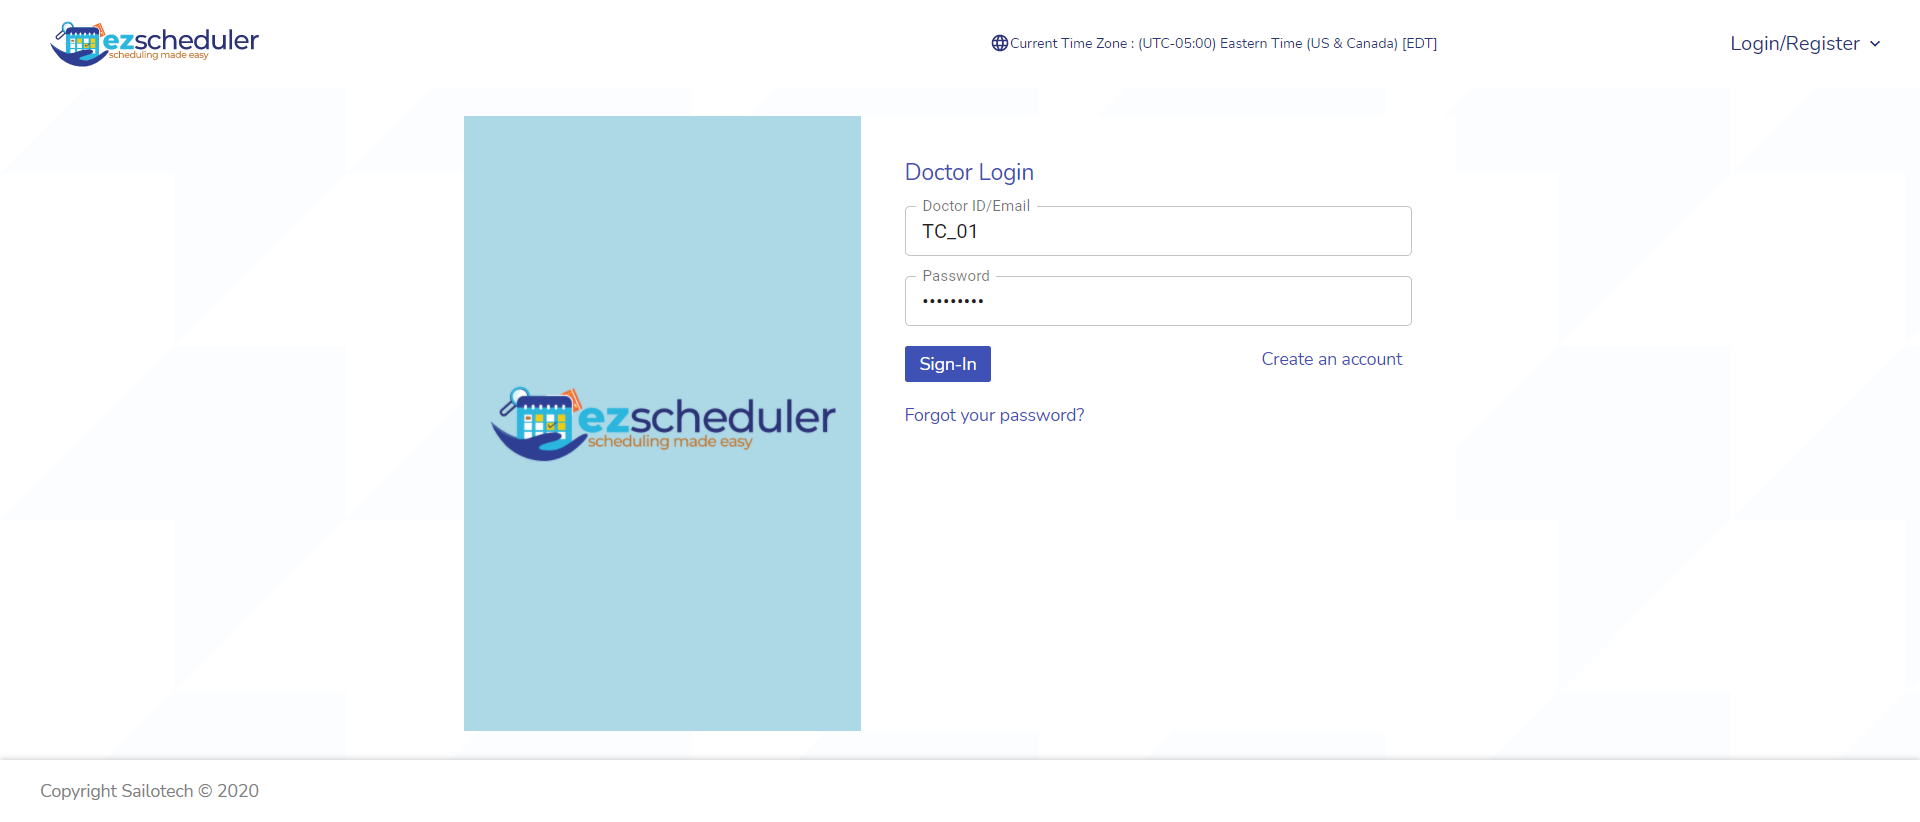 ezscheduler
scheduling made easy
Current Time Zone : (UTC-05:00) Eastern Time (US & Canada) [EDT]
Login/Register
ezscheduler
scheduling made easy
Doctor Login
Doctor ID/Email
TC_01
Password
•••••••••
Sign-In
Create an account
Forgot your password?
Copyright Sailotech © 2020